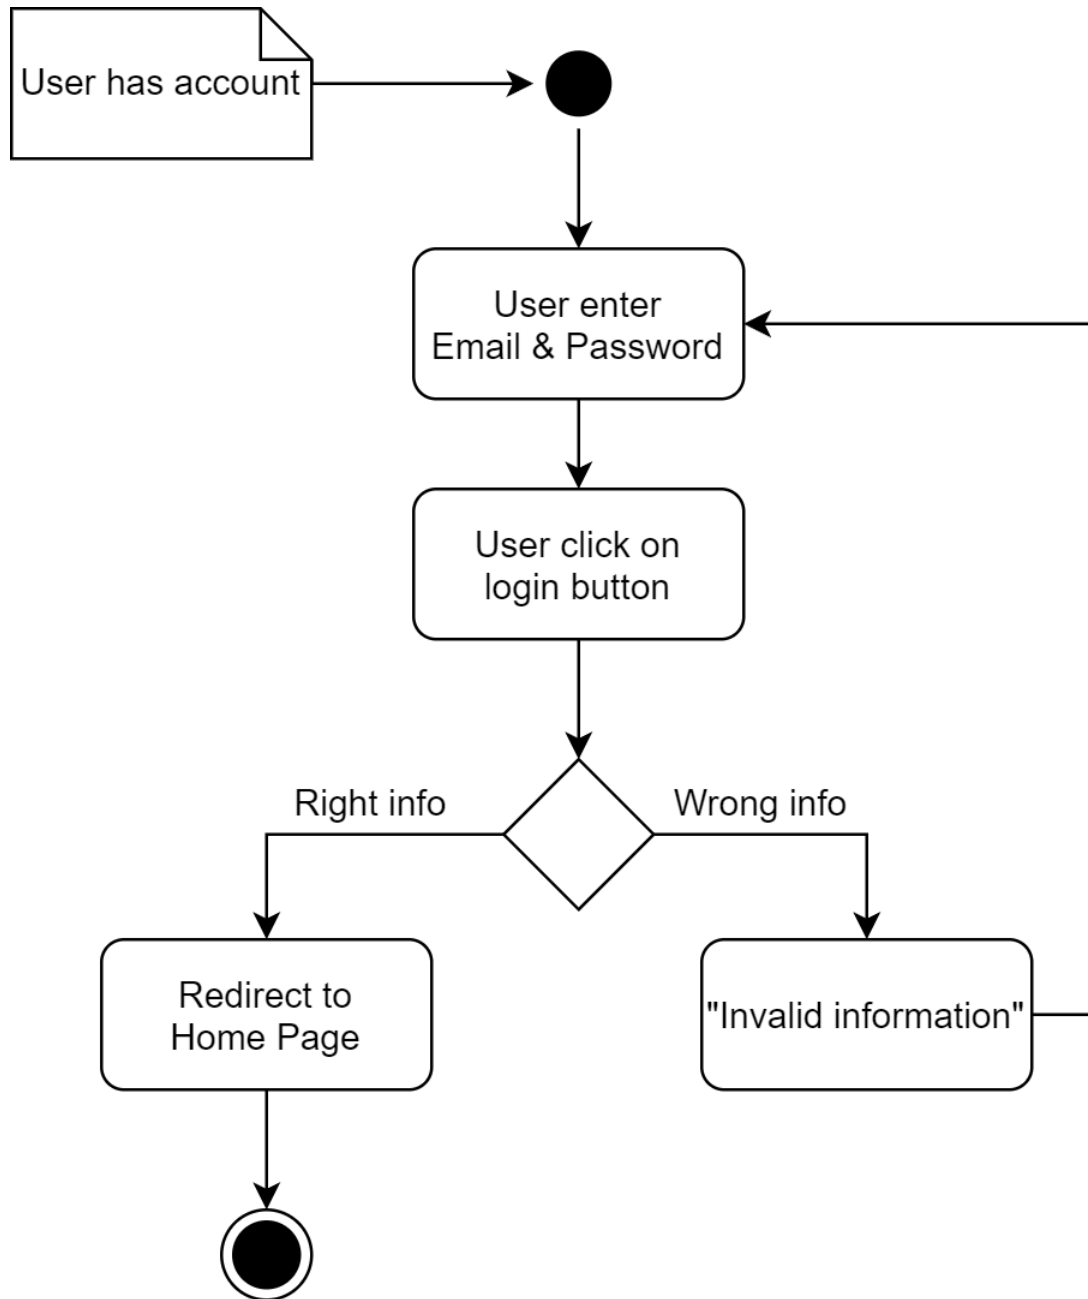 User has account
User enter
Email & Password
User click on
login button
Right info
Wrong info
Redirect to
Home Page
"Invalid information"